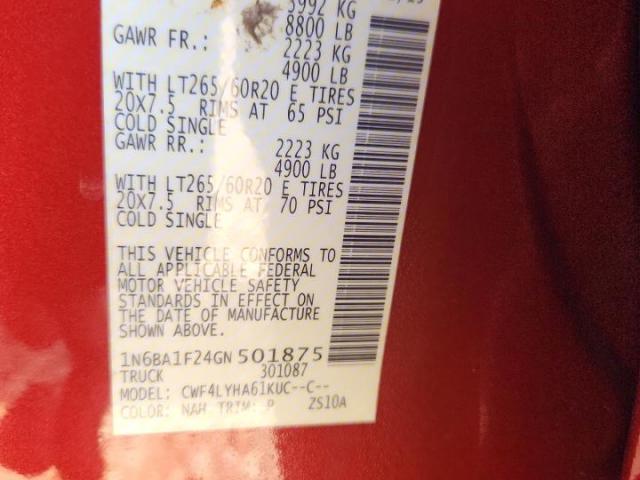 3992 KG
8800 LB
GAWR FR.: 2223 KG
4900 LB
WITH LT265/60R20 E TIRES
20X7.5 RIMS AT 65 PSI
COLD SINGLE
GAWR RR.: 2223 KG
4900 LB
WITH LT265/60R20 E TIRES
20X7.5 RIMS AT 70 PSI
COLD SINGLE
THIS VEHICLE CONFORMS TO
ALL APPLICABLE FEDERAL
MOTOR VEHICLE SAFETY
STANDARDS IN EFFECT ON
THE DATE OF MANUFACTURE
SHOWN ABOVE.
1N6BA1F24GN501875
TRUCK 301087
MODEL: CWF4LYHA61KUC--C--
COLOR: NAH TRIM: P ZS10A